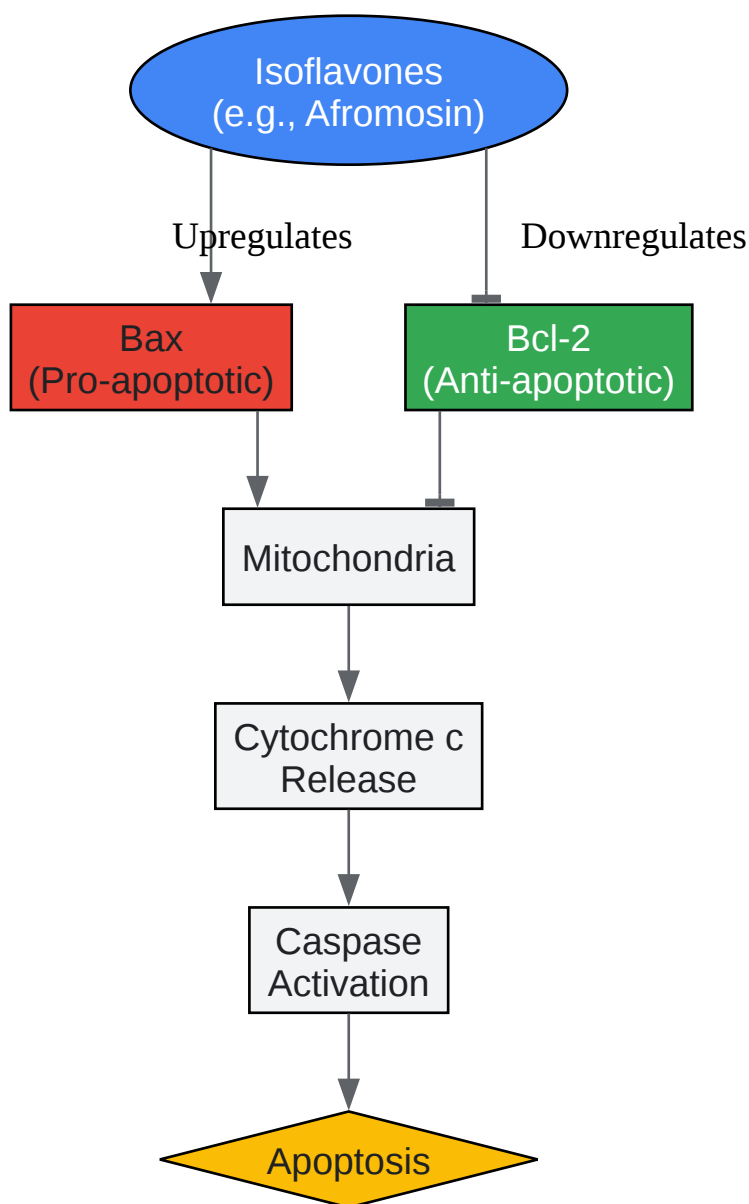 Isoflavones
(e.g., Afromosin)
Upregulates
Downregulates
Bax
(Pro-apoptotic)
Bcl-2
(Anti-apoptotic)
Mitochondria
Cytochrome c
Release
Caspase
Activation
Apoptosis